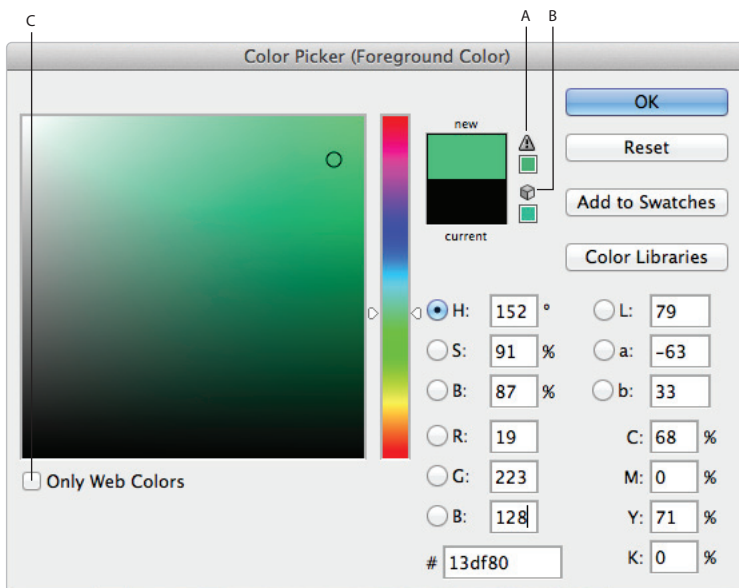 C
A B
Color Picker (Foreground Color)
new
current
OK
Reset
Add to Swatches
Color Libraries
H: 152 °
S: 91 %
B: 87 %
R: 19
G: 223
B: 128
# 13df80
L: 79
a: -63
b: 33
C: 68 %
M: 0 %
Y: 71 %
K: 0 %
Only Web Colors